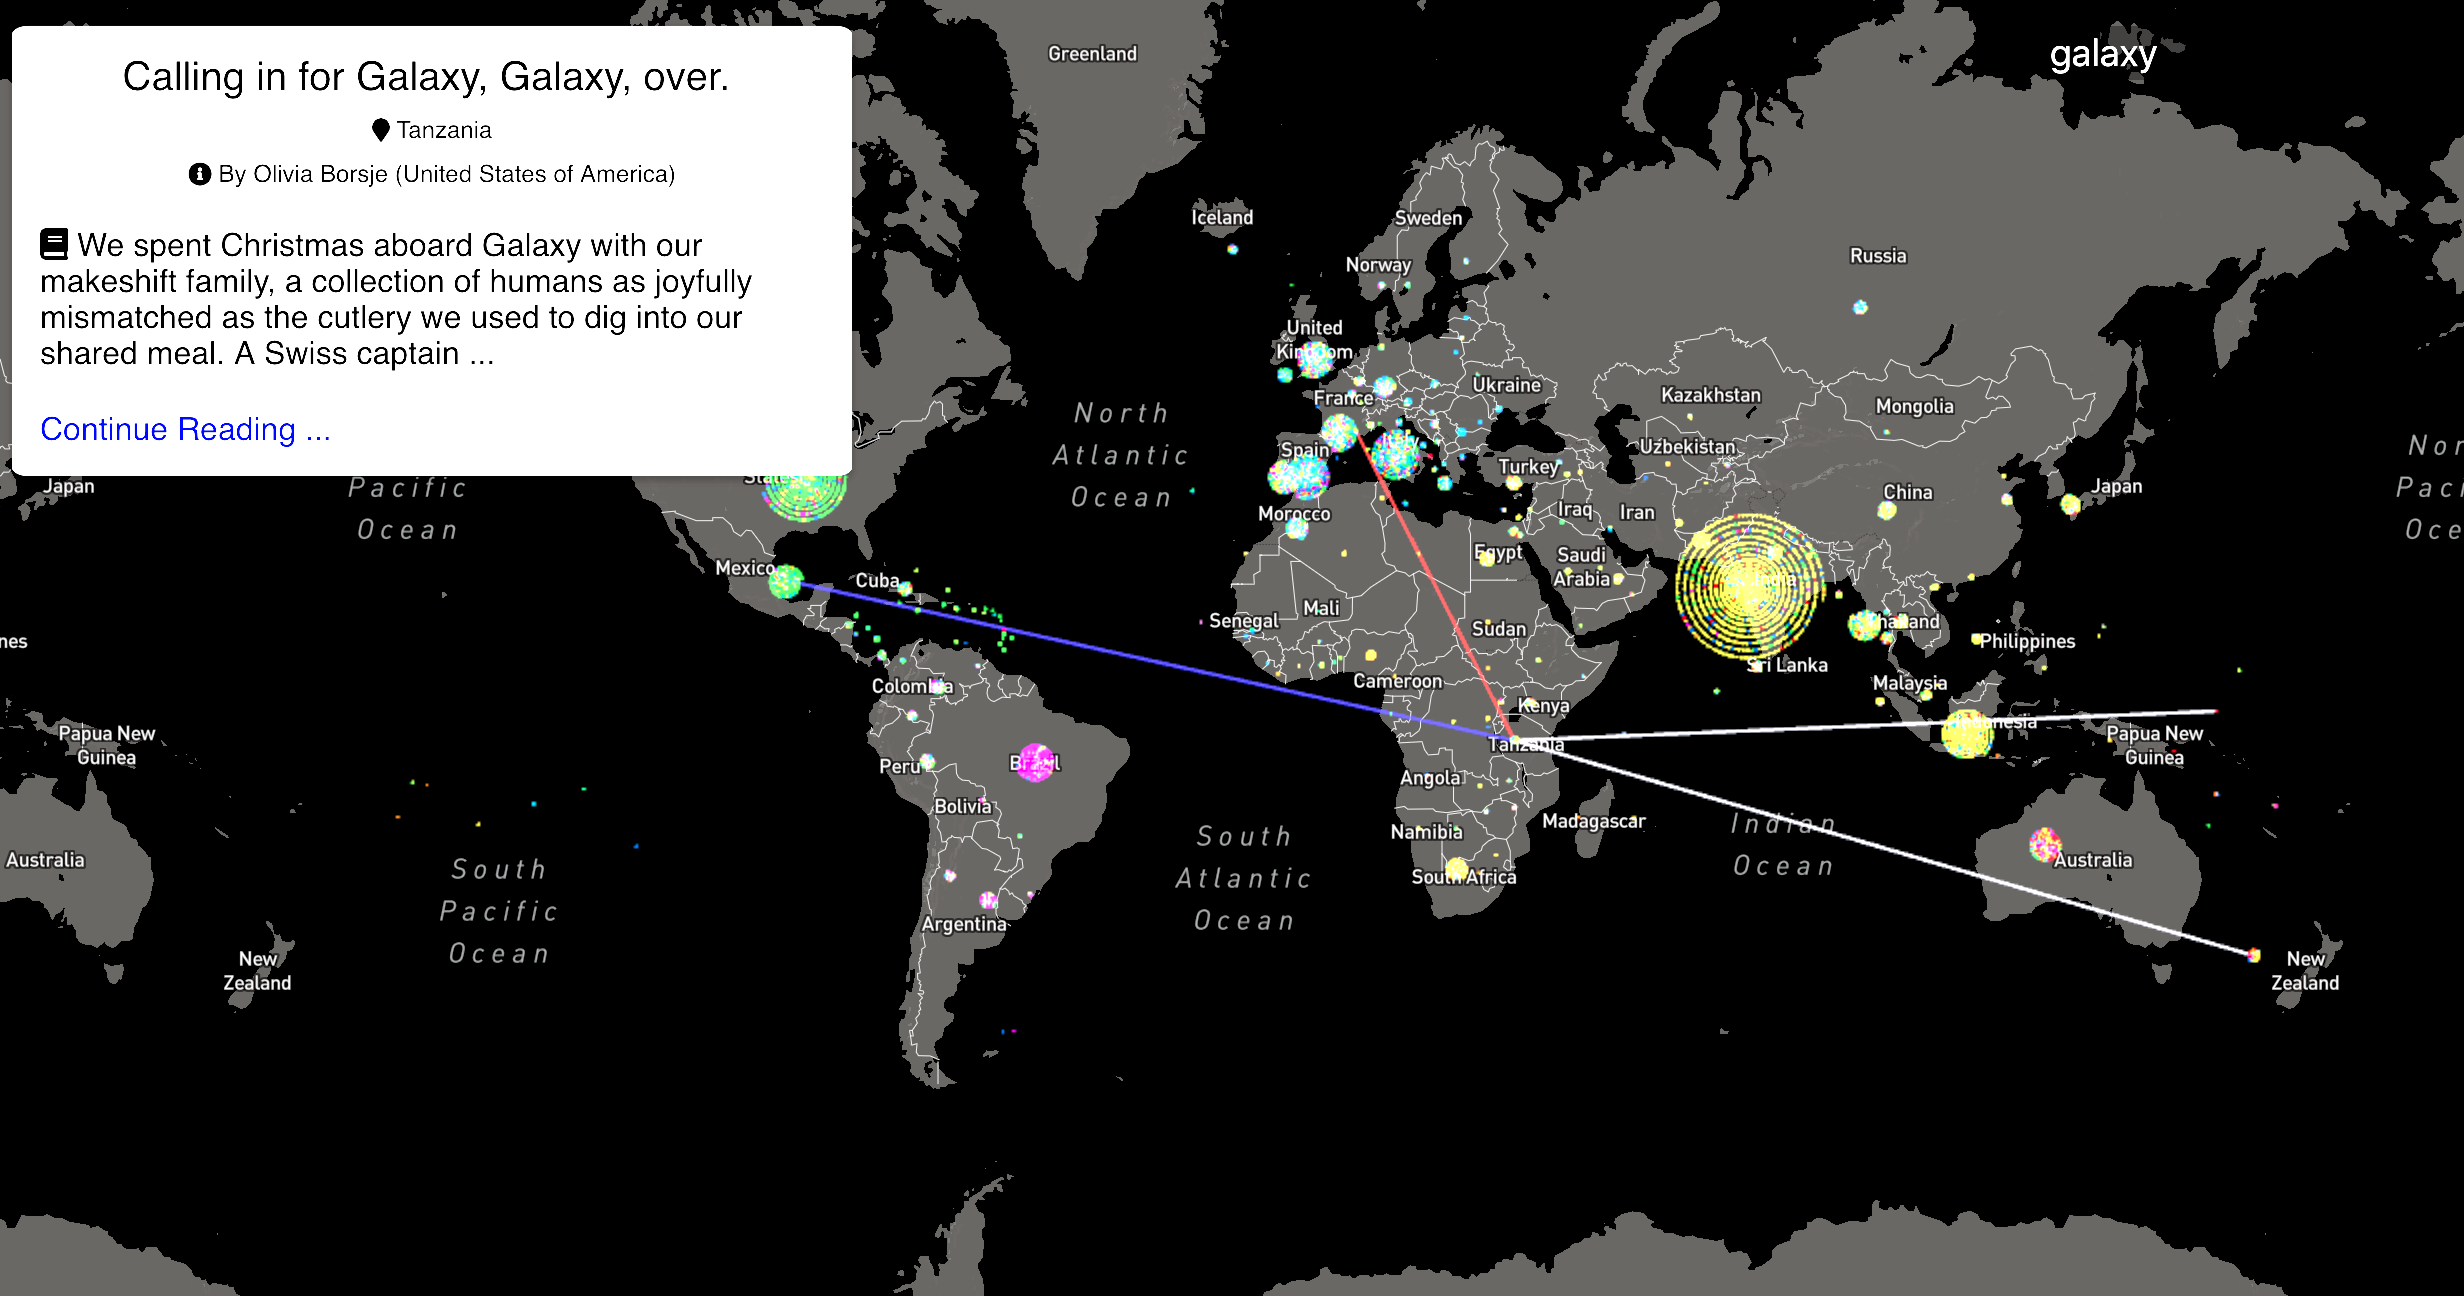 Calling in for Galaxy, Galaxy, over.
Tanzania
By Olivia Borsje (United States of America)
We spent Christmas aboard Galaxy with our
makeshift family, a collection of humans as joyfully
mismatched as the cutlery we used to dig into our
shared meal. A Swiss captain ...
Continue Reading ...
galaxy
Greenland
Iceland
Sweden
Norway
Russia
United
Kingdom
Ukraine
France
Kazakhstan
Mongolia
North
Atlantic
Ocean
Spain
Italy
Turkey
Uzbekistan
China
Japan
Nor
Paci
Oce
Japan
Pacific
Ocean
States
Morocco
Iraq
Iran
Mexico
Cuba
Egypt
Saudi
Arabia
India
Senegal
Mali
Sudan
Thailand
Philippines
nes
Sri Lanka
Colombia
Cameroon
Kenya
Malaysia
Papua New
Guinea
Tanzania
Indonesia
Papua New
Guinea
Peru
Brazil
Angola
Bolivia
Namibia
Madagascar
Indian
Ocean
Australia
South
Pacific
Ocean
South
Atlantic
Ocean
South Africa
Australia
Argentina
New
Zealand
New
Zealand